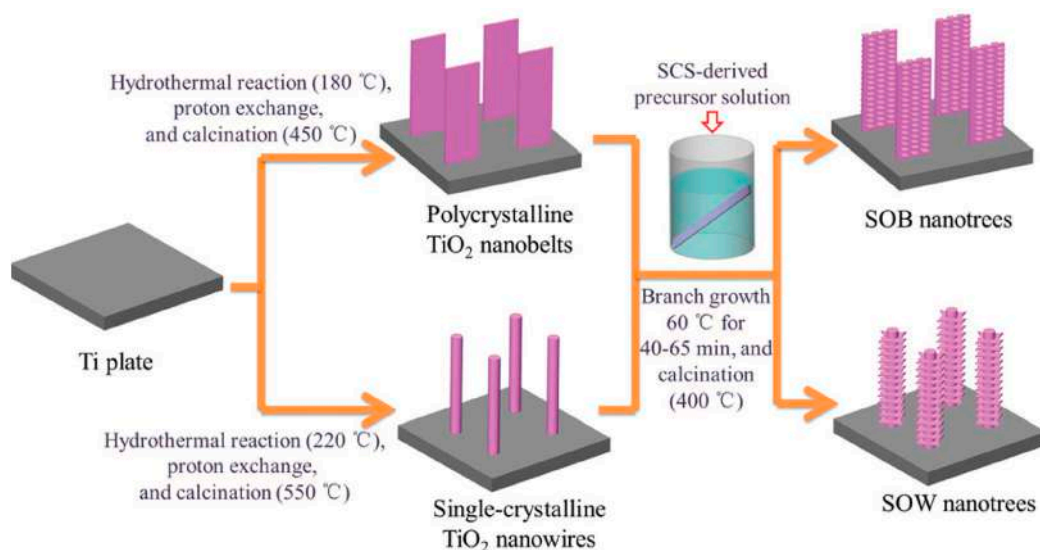 Hydrothermal reaction (180 ℃),
proton exchange,
and calcination (450 ℃)
Polycrystalline
TiO₂ nanobelts
SCS-derived
precursor solution
SOB nanotrees
Ti plate
Branch growth
60 ℃ for
40-65 min, and
calcination
(400 ℃)
Hydrothermal reaction (220 ℃),
proton exchange,
and calcination (550 ℃)
Single-crystalline
TiO₂ nanowires
SOW nanotrees